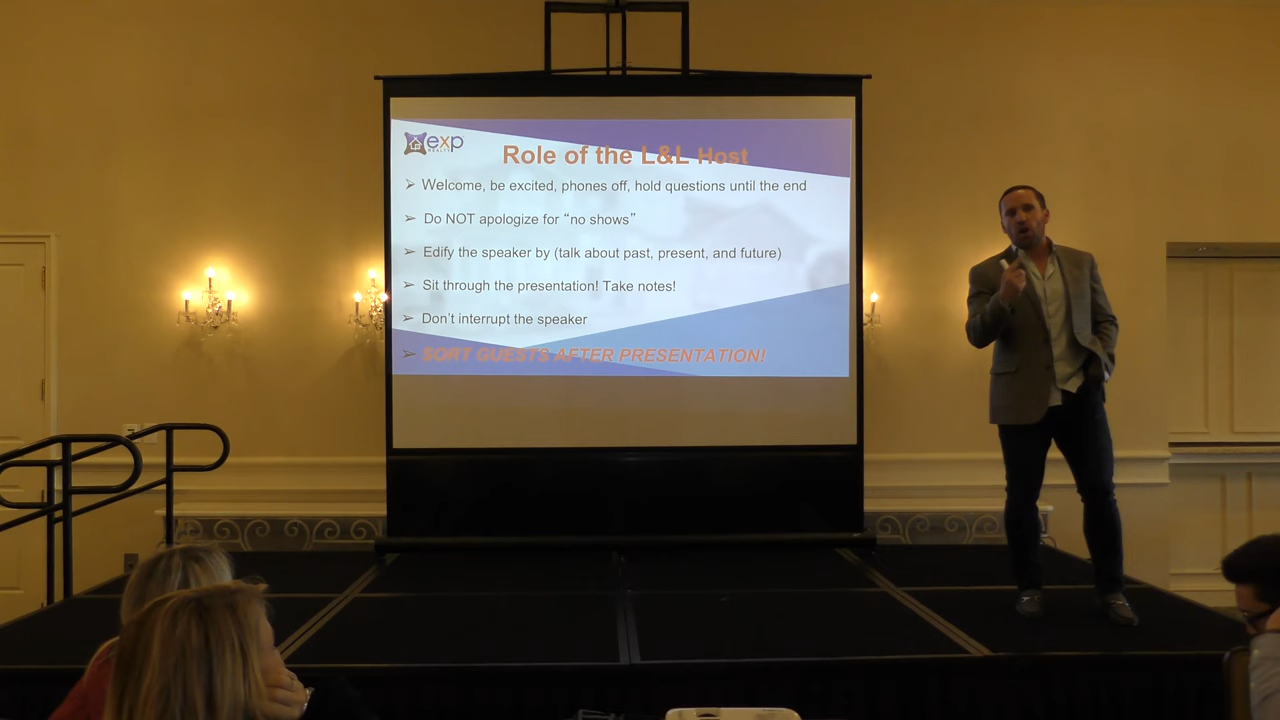 exp
REALTY
Role of the L&L Host
➢ Welcome, be excited, phones off, hold questions until the end
➢ Do NOT apologize for “no shows”
➢ Edify the speaker by (talk about past, present, and future)
➢ Sit through the presentation! Take notes!
➢ Don’t interrupt the speaker
➢ SORT GUESTS AFTER PRESENTATION!